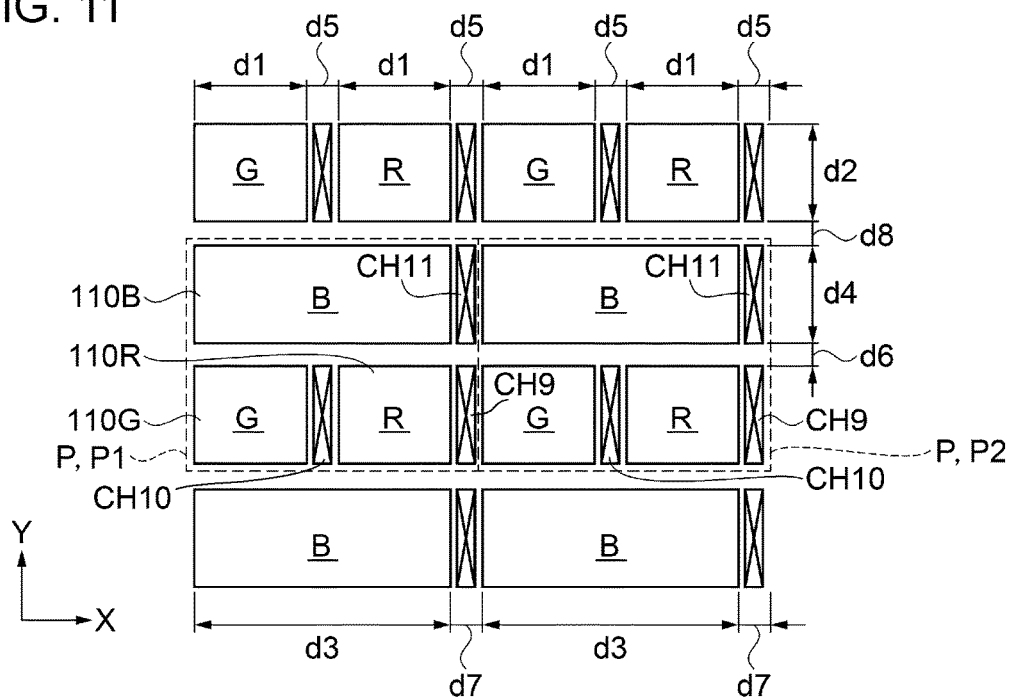 IG. 11
d5 d5 d5 d5
d1 d1 d1 d1
G R G R
d2
d8
110B B CH11 B CH11
d4
110R
d6
110G G R CH9 G R CH9
P, P1 P, P2
CH10 CH10
B B
Y
X
d3 d3
d7 d7